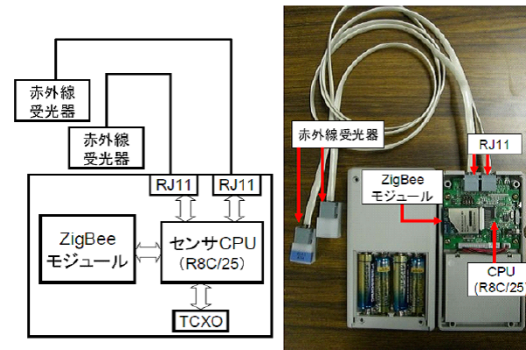 赤外線
受光器
赤外線
受光器
RJ11
RJ11
ZigBee
モジュール
センサCPU
(R8C/25)
TCXO
赤外線受光器
RJ11
ZigBee
モジュール
CPU
(R8C/25)